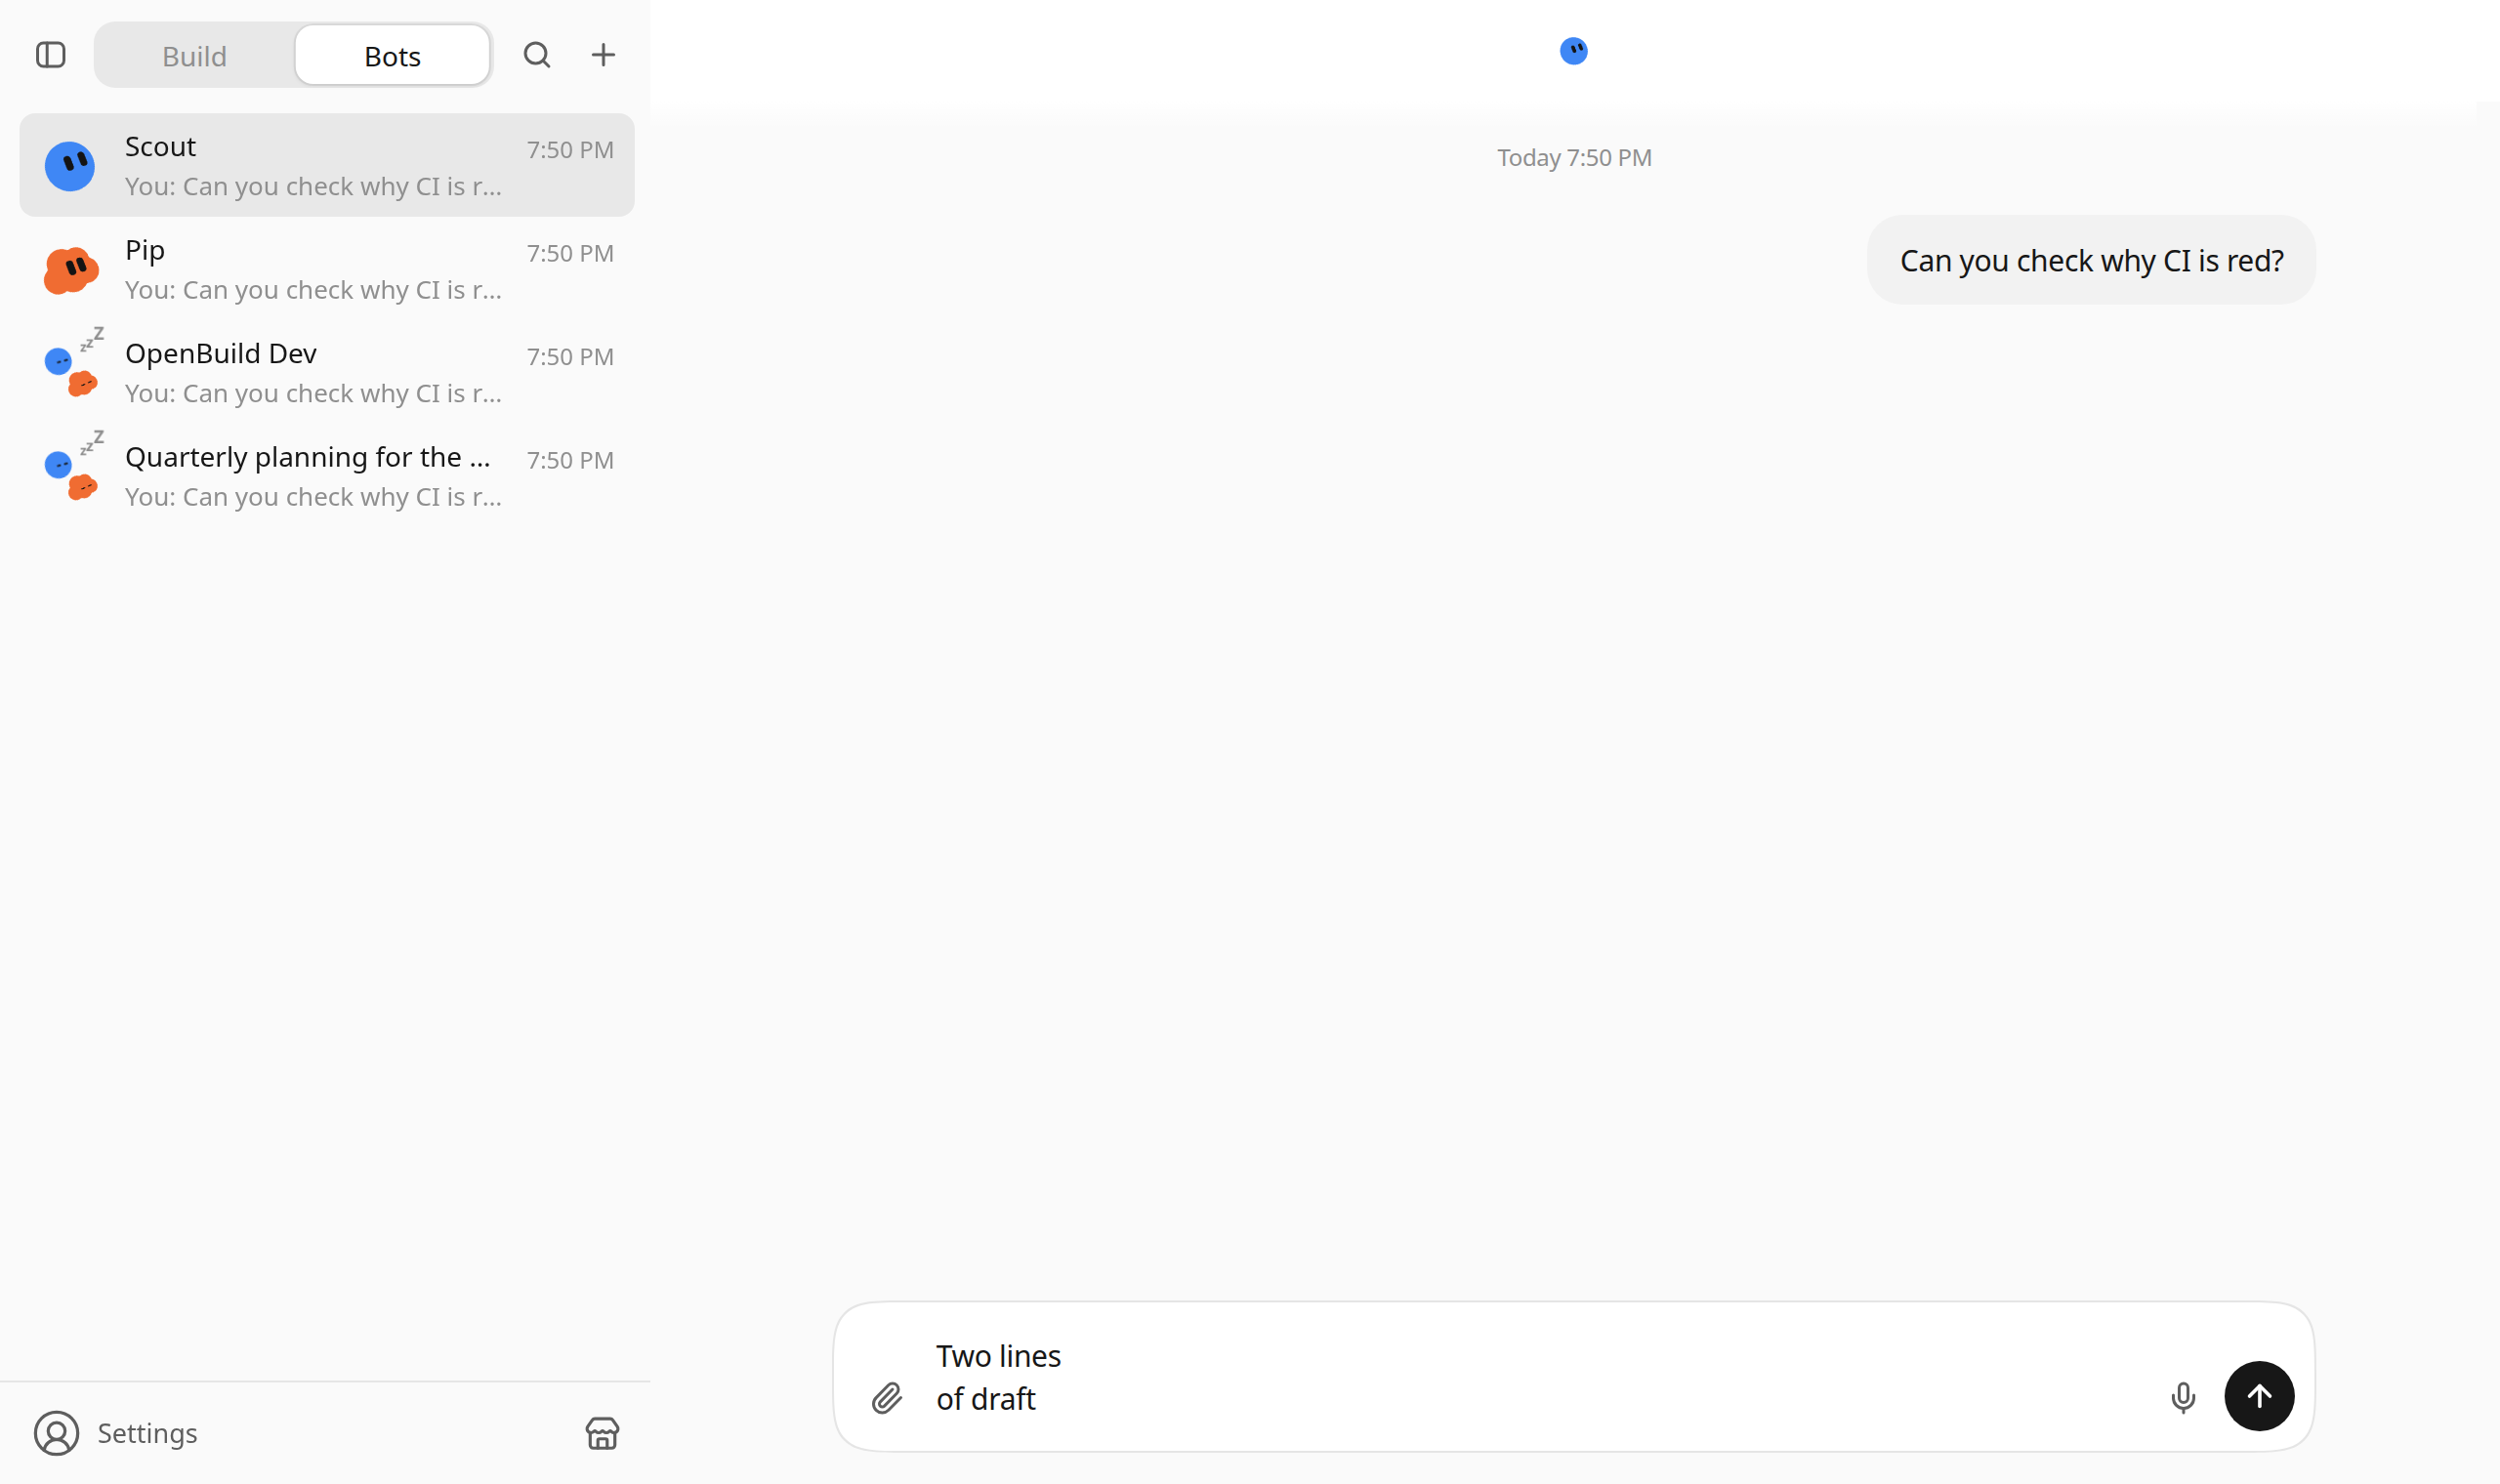 Build
Bots
Scout
7:50 PM
You: Can you check why CI is r...
Pip
7:50 PM
You: Can you check why CI is r...
zzZ
OpenBuild Dev
7:50 PM
You: Can you check why CI is r...
zzZ
Quarterly planning for the ...
7:50 PM
You: Can you check why CI is r...
Settings
Today 7:50 PM
Can you check why CI is red?
Two lines
of draft